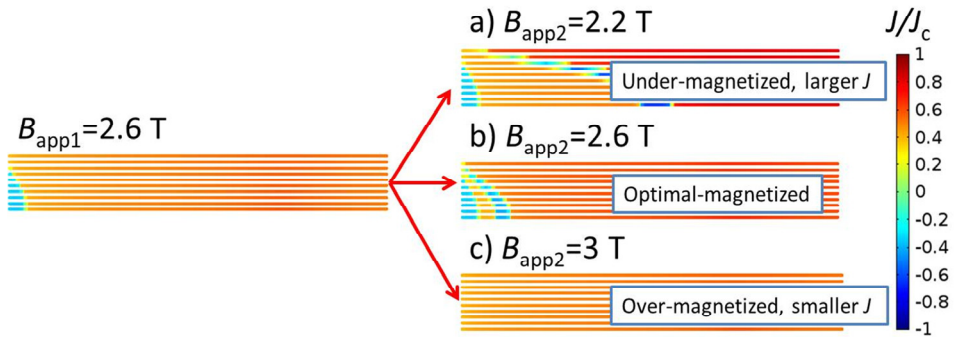 B_app1=2.6 T
a) B_app2=2.2 T
Under-magnetized, larger J
b) B_app2=2.6 T
Optimal-magnetized
c) B_app2=3 T
Over-magnetized, smaller J
J/J_c
1
0.8
0.6
0.4
0.2
0
-0.2
-0.4
-0.6
-0.8
-1